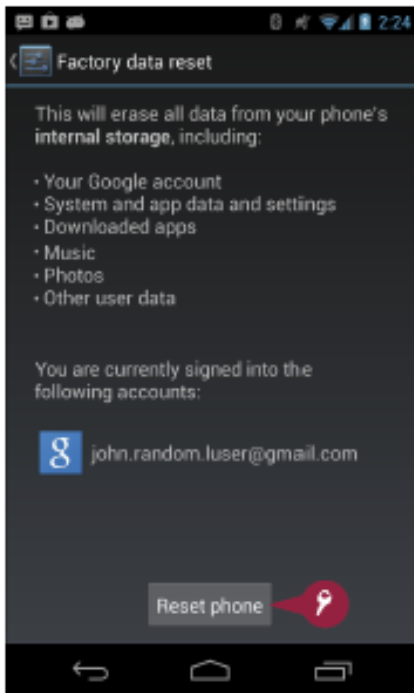 2:24
Factory data reset
This will erase all data from your phone's
internal storage, including:
· Your Google account
· System and app data and settings
· Downloaded apps
· Music
· Photos
· Other user data
You are currently signed into the
following accounts:
g john.random.luser@gmail.com
Reset phone